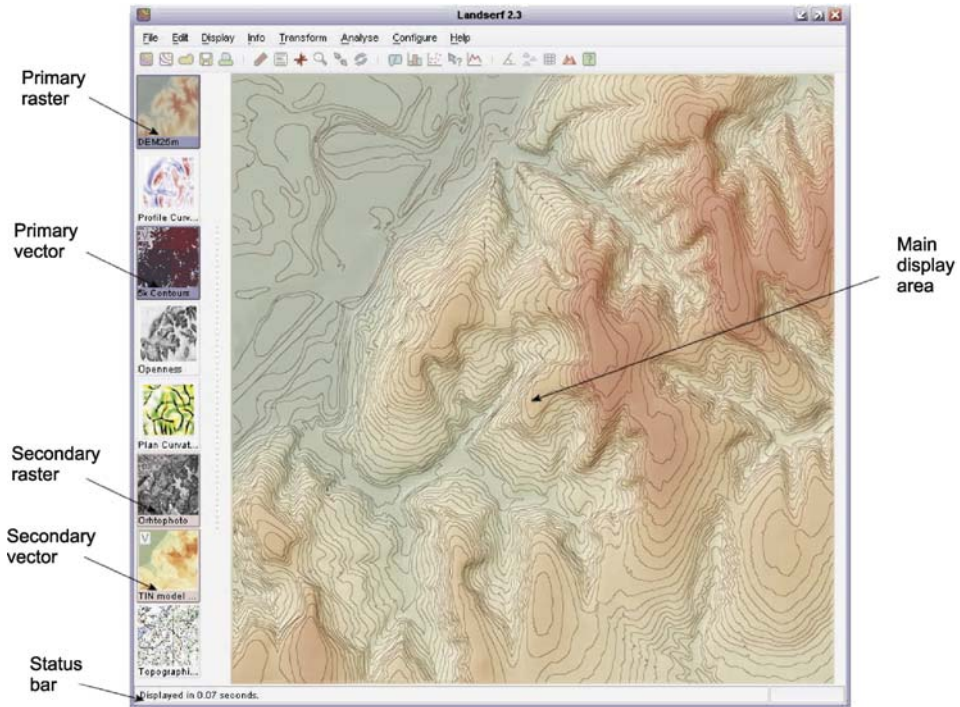 Landserf 2.3
File Edit Display Info Transform Analyse Configure Help
Primary
raster
DEM25m
Profile Curv...
Primary
vector
5k Contours
Main
display
area
Openness
Plan Curvat...
Secondary
raster
Orhtophoto
Secondary
vector
V
TIN model ...
Topographi...
Status
bar
Displayed in 0.07 seconds.